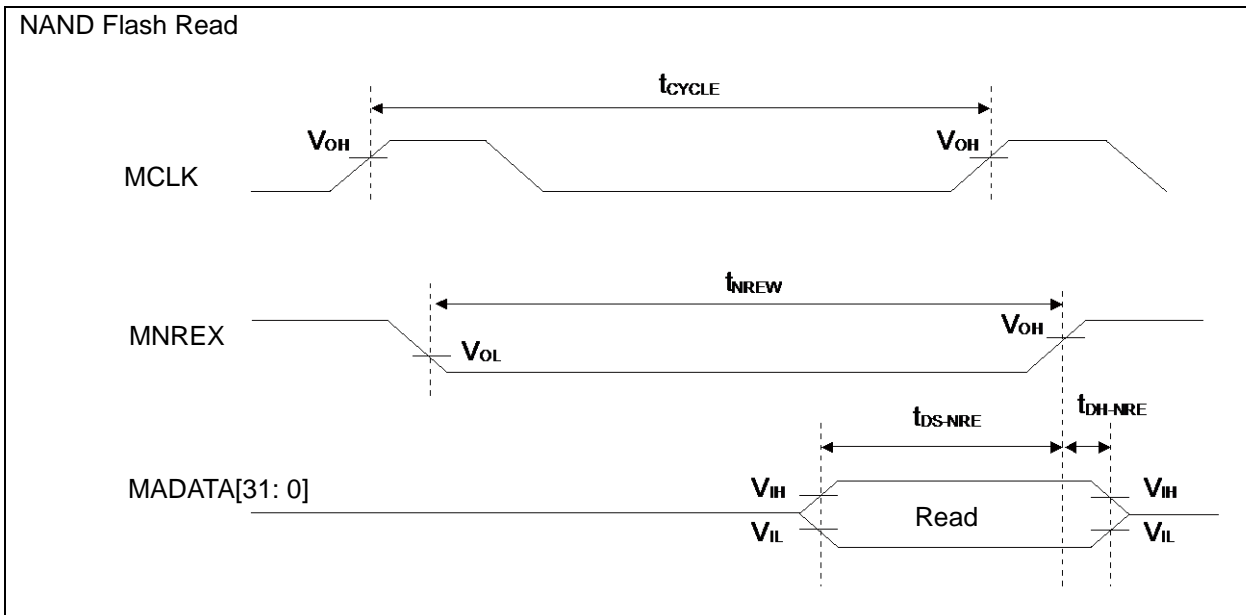 NAND Flash Read
tCYCLE
VOH
VOH
MCLK
tNREW
MNREX
VOL
VOH
tDS-NRE
tDH-NRE
MADATA[31: 0]
VIH
VIL
Read
VIH
VIL